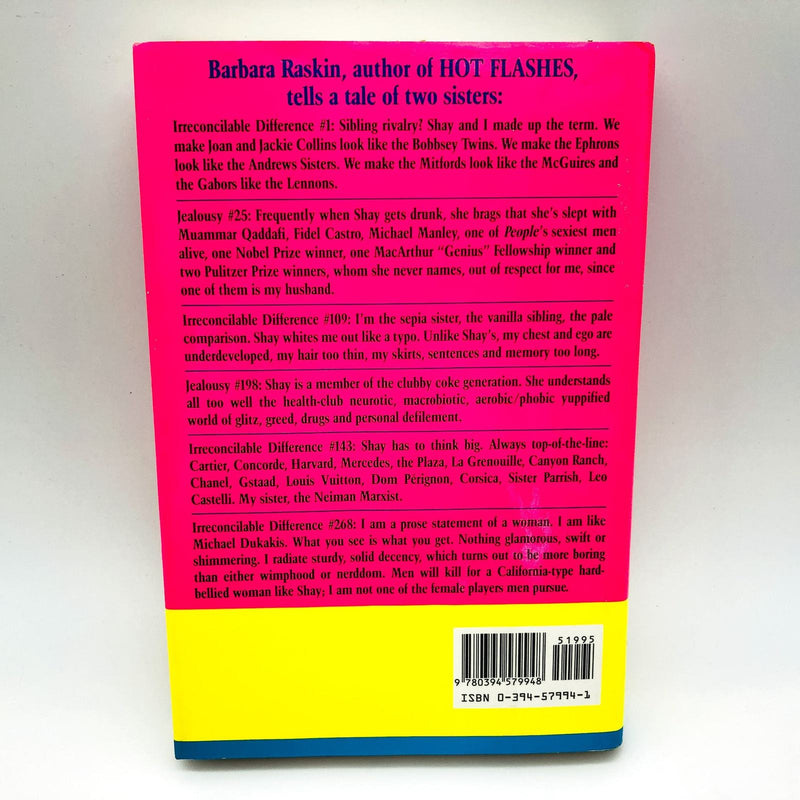 Barbara Raskin, author of HOT FLASHES,
tells a tale of two sisters:
Irreconcilable Difference #1: Sibling rivalry? Shay and I made up the term. We
make Joan and Jackie Collins look like the Bobbsey Twins. We make the Ephrons
look like the Andrews Sisters. We make the Mitfords look like the McGuires and
the Gabors like the Lennons.
Jealousy #25: Frequently when Shay gets drunk, she brags that she's slept with
Muammar Qaddafi, Fidel Castro, Michael Manley, one of People's sexiest men
alive, one Nobel Prize winner, one MacArthur "Genius" Fellowship winner and
two Pulitzer Prize winners, whom she never names, out of respect for me, since
one of them is my husband.
Irreconcilable Difference #109: I'm the sepia sister, the vanilla sibling, the pale
comparison. Shay whites me out like a typo. Unlike Shay's, my chest and ego are
underdeveloped, my hair too thin, my skirts, sentences and memory too long.
Jealousy #198: Shay is a member of the clubby coke generation. She understands
all too well the health-club neurotic, macrobiotic, aerobic/phobic yuppified
world of glitz, greed, drugs and personal defilement.
Irreconcilable Difference #143: Shay has to think big. Always top-of-the-line:
Cartier, Concorde, Harvard, Mercedes, the Plaza, La Grenouille, Canyon Ranch,
Chanel, Gstaad, Louis Vuitton, Dom Pérignon, Corsica, Sister Parrish, Leo
Castelli. My sister, the Neiman Marxist.
Irreconcilable Difference #268: I am a prose statement of a woman. I am like
Michael Dukakis. What you see is what you get. Nothing glamorous, swift or
shimmering. I radiate sturdy, solid decency, which turns out to be more boring
than either wimphood or nerddom. Men will kill for a California-type hard-
bellied woman like Shay; I am not one of the female players men pursue.
51995
9 780394 579948
ISBN 0-394-57994-1